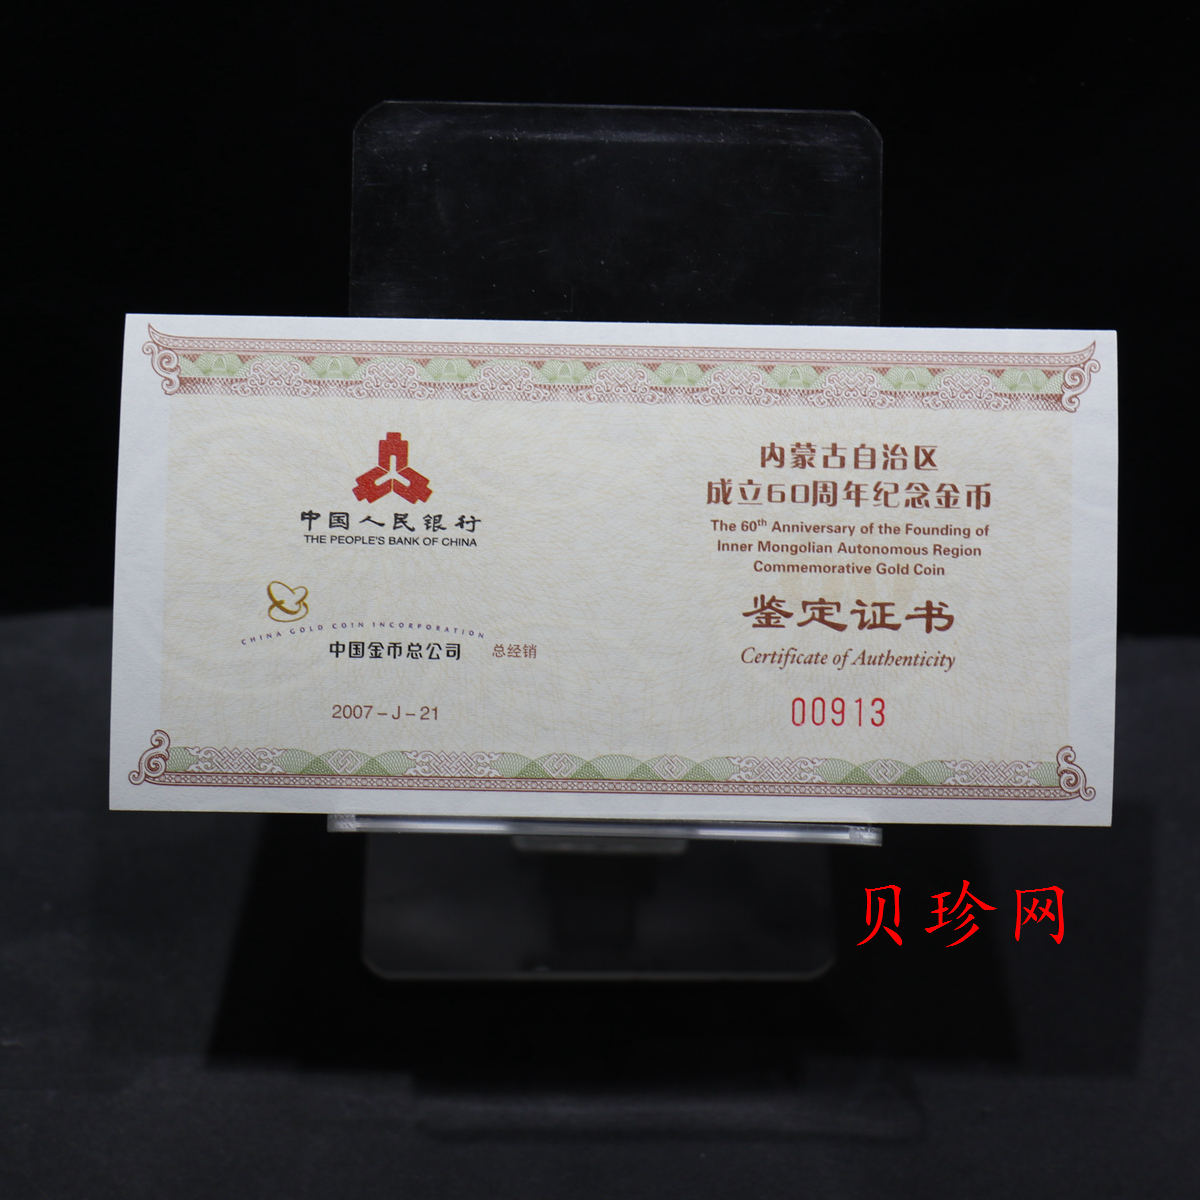 中国人民银行
THE PEOPLE'S BANK OF CHINA
CHINA GOLD COIN INCORPORATION
中国金币总公司 总经销
2007-J-21
内蒙古自治区
成立60周年纪念金币
The 60th Anniversary of the Founding of
Inner Mongolian Autonomous Region
Commemorative Gold Coin
鉴定证书
Certificate of Authenticity
00913
贝珍网